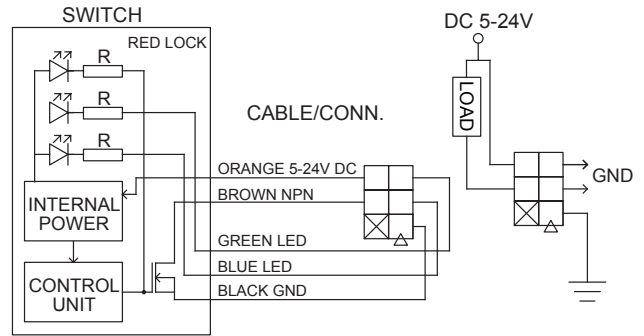 SWITCH
RED LOCK
R
R
R
INTERNAL
POWER
CONTROL
UNIT
CABLE/CONN.
ORANGE 5-24V DC
BROWN NPN
GREEN LED
BLUE LED
BLACK GND
DC 5-24V
LOAD
GND